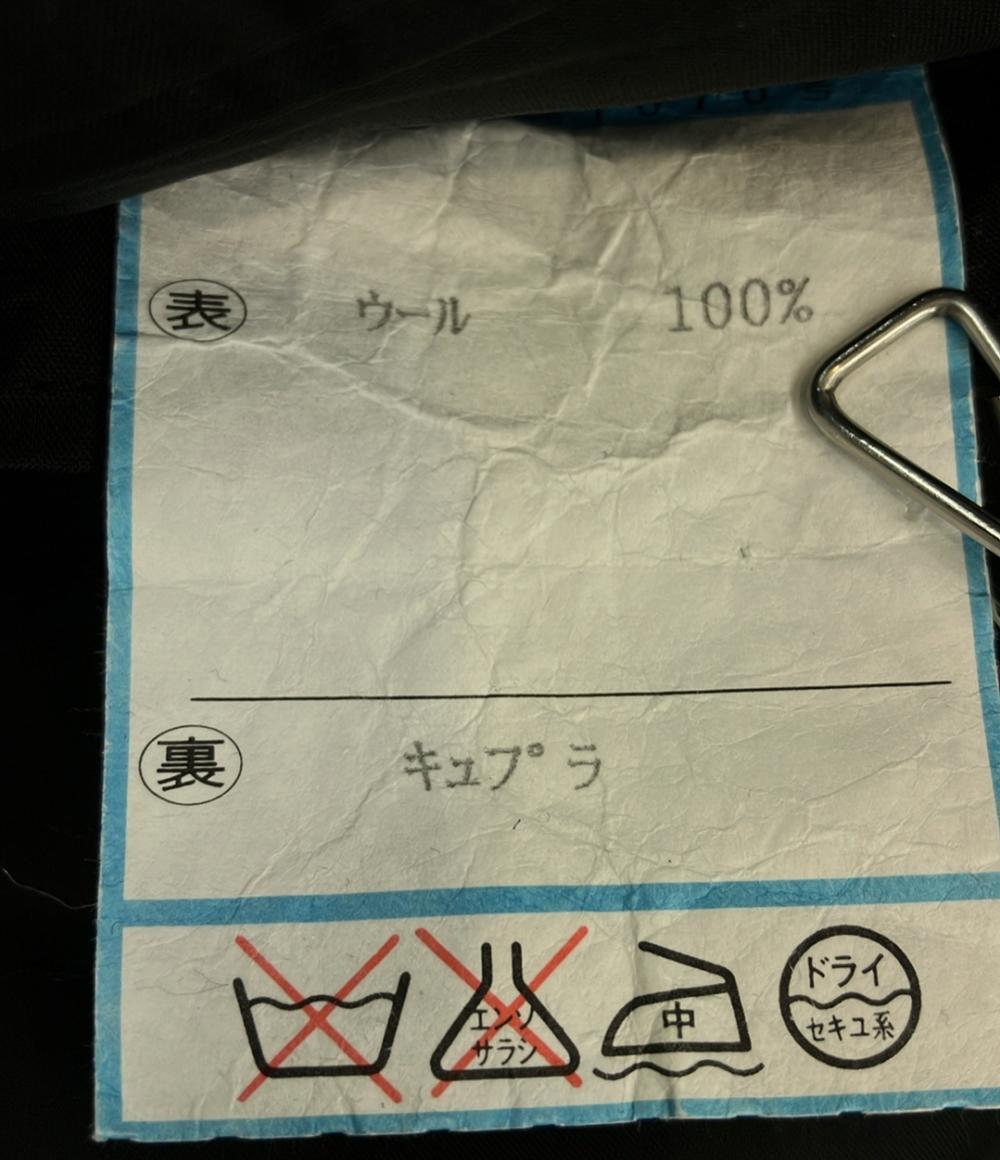 表 ウール 100%
裏 キュプラ
エンソ
サラシ
中
ドライ
セキユ系